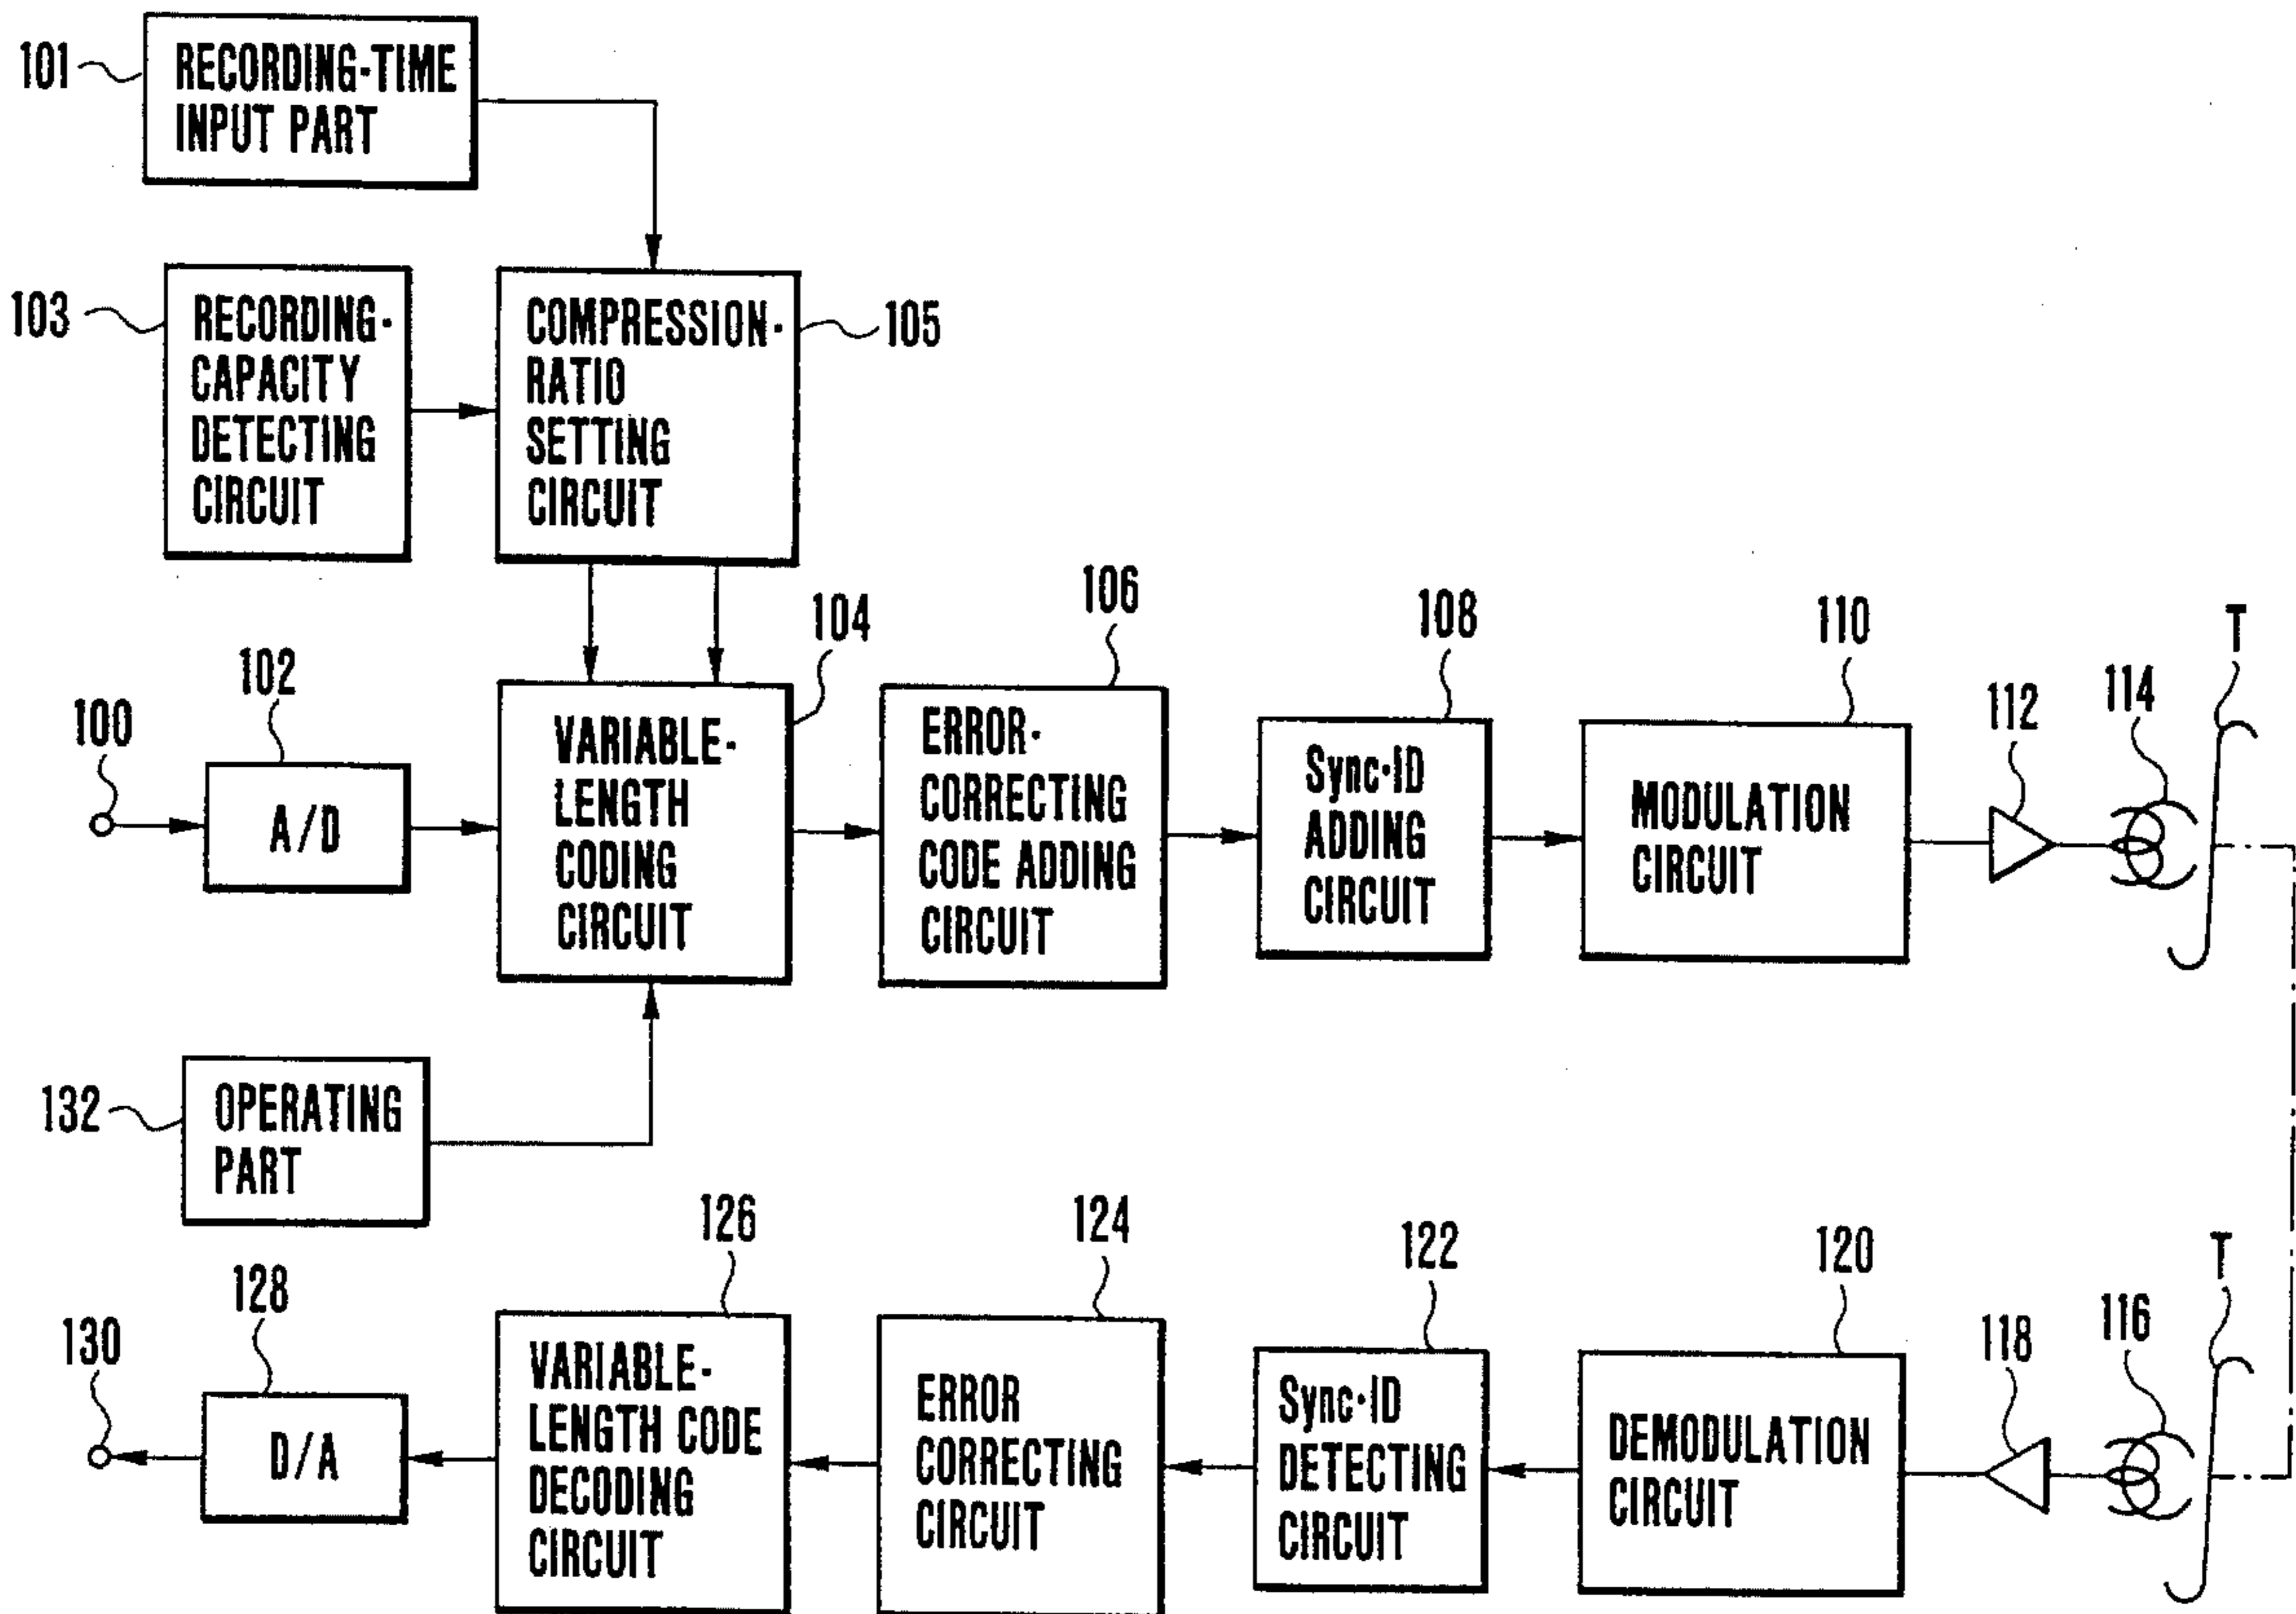 101
RECORDING-TIME
INPUT PART
103
RECORDING-
CAPACITY
DETECTING
CIRCUIT
COMPRESSION-
RATIO
SETTING
CIRCUIT
105
100
102
A/D
104
VARIABLE-
LENGTH
CODING
CIRCUIT
106
ERROR-
CORRECTING
CODE ADDING
CIRCUIT
108
Sync·ID
ADDING
CIRCUIT
110
MODULATION
CIRCUIT
112
114
T
132
OPERATING
PART
130
128
D/A
126
VARIABLE-
LENGTH CODE
DECODING
CIRCUIT
124
ERROR
CORRECTING
CIRCUIT
122
Sync·ID
DETECTING
CIRCUIT
120
DEMODULATION
CIRCUIT
118
116
T